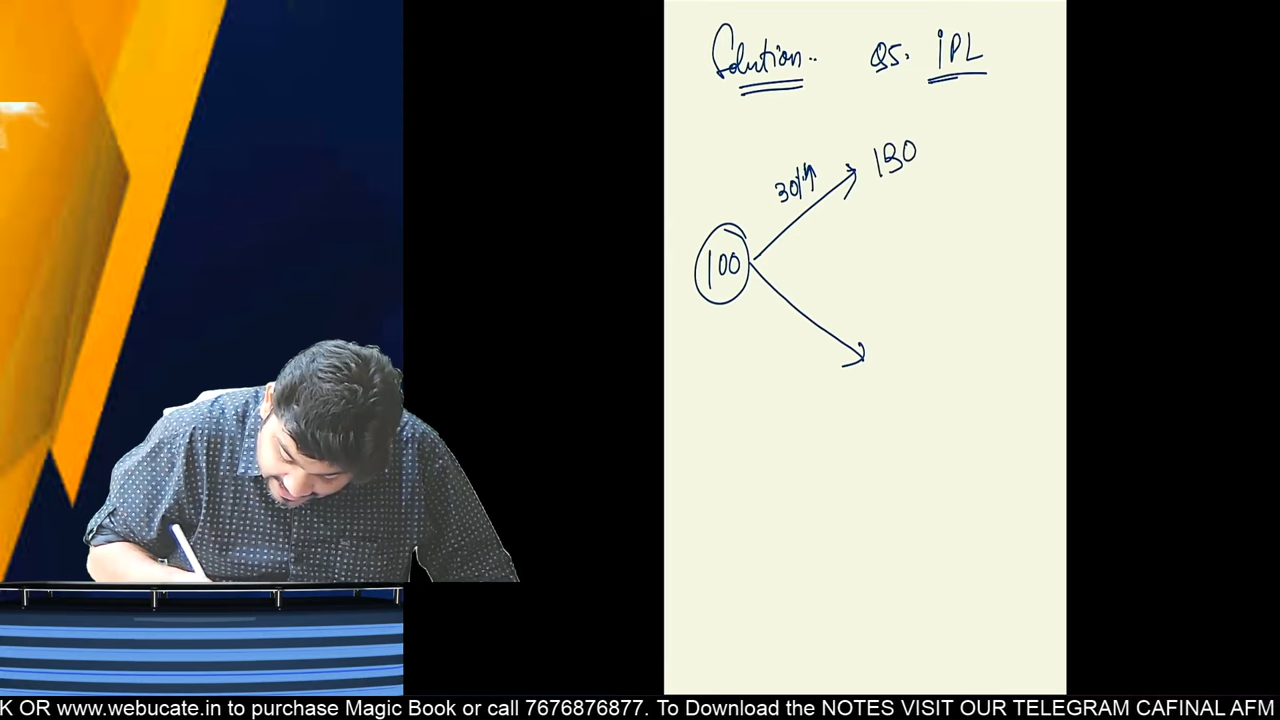 Solution.. Q5. IPL
30%↑ 130
100
K OR www.webucate.in to purchase Magic Book or call 7676876877. To Download the NOTES VISIT OUR TELEGRAM CAFINAL AFM